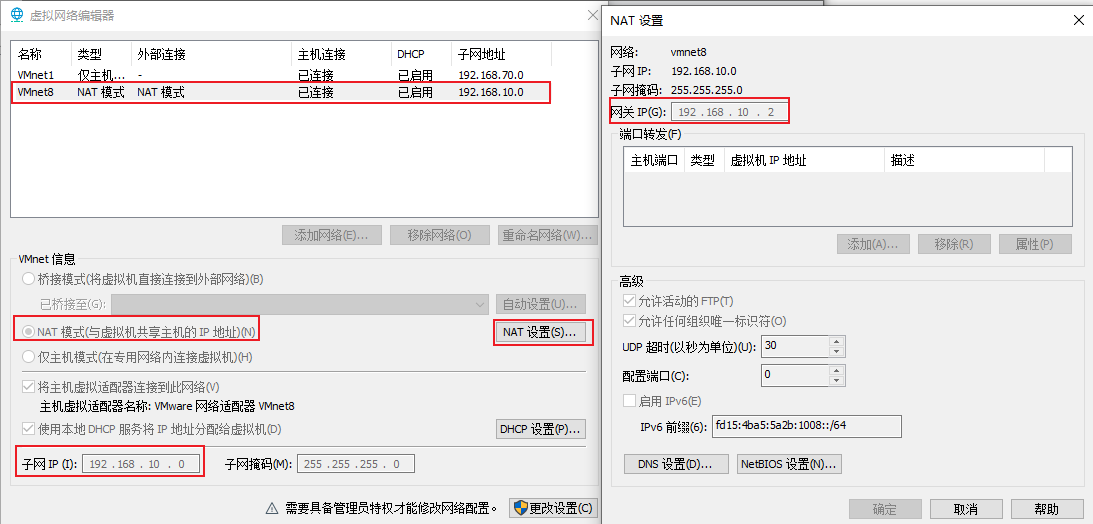 虚拟网络编辑器
名称 类型 外部连接 主机连接 DHCP 子网地址
VMnet1 仅主机... - 已连接 已启用 192.168.70.0
VMnet8 NAT 模式 NAT 模式 已连接 已启用 192.168.10.0
添加网络(E)... 移除网络(O) 重命名网络(W)...
VMnet 信息
桥接模式(将虚拟机直接连接到外部网络)(B)
已桥接至(G): 自动设置(U)...
NAT 模式(与虚拟机共享主机的 IP 地址)(N) NAT 设置(S)...
仅主机模式(在专用网络内连接虚拟机)(H)
将主机虚拟适配器连接到此网络(V)
主机虚拟适配器名称: VMware 网络适配器 VMnet8
使用本地 DHCP 服务将 IP 地址分配给虚拟机(D) DHCP 设置(P)...
子网 IP (I): 192 . 168 . 10 . 0 子网掩码(M): 255 . 255 . 255 . 0
需要具备管理员特权才能修改网络配置。 更改设置(C)
NAT 设置
网络: vmnet8
子网 IP: 192.168.10.0
子网掩码: 255.255.255.0
网关 IP(G): 192 . 168 . 10 . 2
端口转发(F)
主机端口 类型 虚拟机 IP 地址 描述
添加(A)... 移除(R) 属性(P)
高级
允许活动的 FTP(T)
允许任何组织唯一标识符(O)
UDP 超时(以秒为单位)(U): 30
配置端口(C): 0
启用 IPv6(E)
IPv6 前缀(6): fd15:4ba5:5a2b:1008::/64
DNS 设置(D)... NetBIOS 设置(N)...
确定 取消 帮助